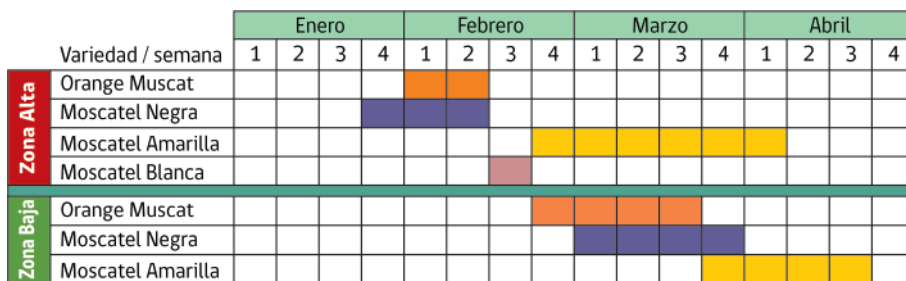 Enero Febrero Marzo Abril
Variedad / semana 1 2 3 4 1 2 3 4 1 2 3 4 1 2 3 4
Zona Alta
Orange Muscat
Moscatel Negra
Moscatel Amarilla
Moscatel Blanca
Zona Baja
Orange Muscat
Moscatel Negra
Moscatel Amarilla